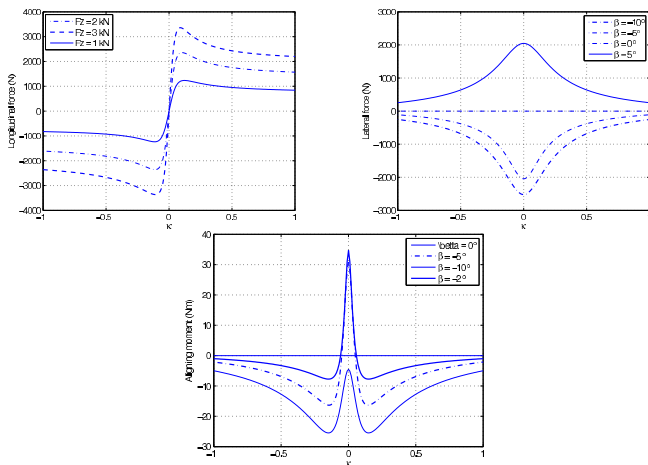 4000
3000
2000
1000
0
−1000
−2000
−3000
4000
Longitudinal force (N)
−1
−0.5
0
0.5
1
κ
Fz = 2 kN
Fz = 3 kN
Fz = 1 kN
3000
2000
1000
0
1000
2000
−3000
Lateral force (N)
−1
−0.5
0
0.5
κ
β = −10°
β = −5°
β = 0°
β = 5°
40
30
20
10
0
−10
−20
−30
Aligning moment (Nm)
−1
−0.5
0
0.5
1
κ
\betta = 0°
β = −5°
β = −10°
β = −2°